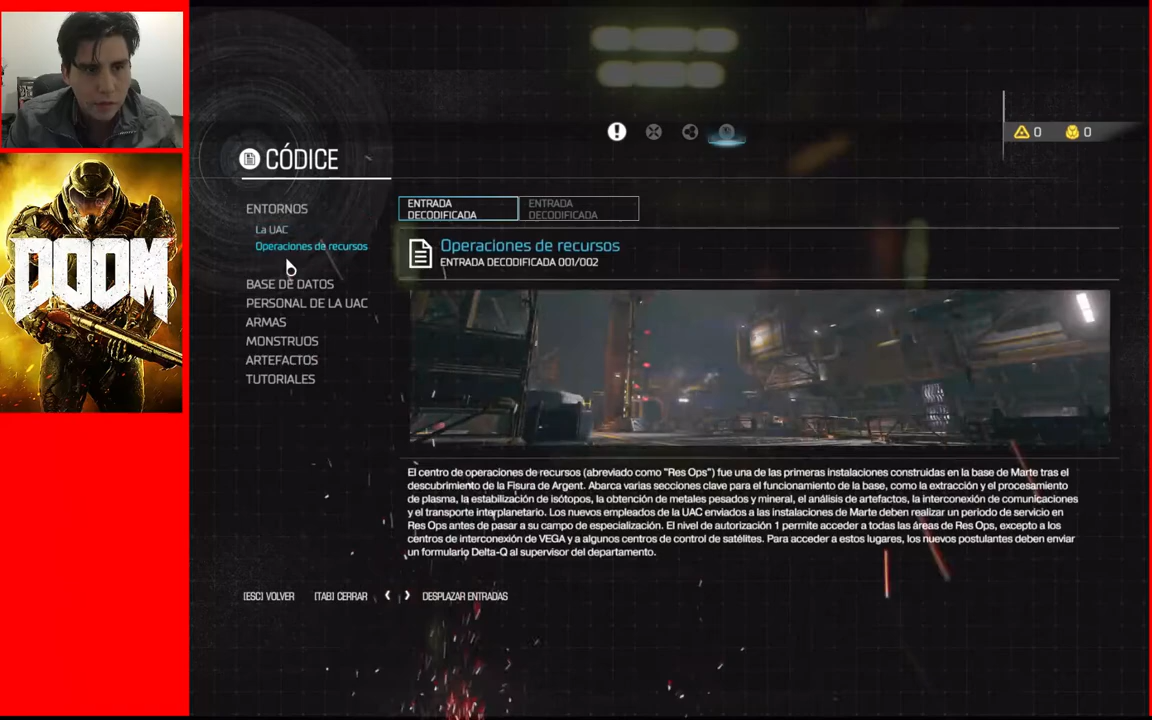 0 0
CÓDICE
ENTORNOS
La UAC
Operaciones de recursos
BASE DE DATOS
PERSONAL DE LA UAC
ARMAS
MONSTRUOS
ARTEFACTOS
TUTORIALES
ENTRADA DECODIFICADA
ENTRADA DECODIFICADA
Operaciones de recursos
ENTRADA DECODIFICADA 001/002
DOOM
El centro de operaciones de recursos (abreviado como "Res Ops") fue una de las primeras instalaciones construidas en la base de Marte tras el
descubrimiento de la Fisura de Argent. Abarca varias secciones clave para el funcionamiento de la base, como la extracción y el procesamiento
de plasma, la estabilización de isótopos, la obtención de metales pesados y mineral, el análisis de artefactos, la interconexión de comunicaciones
y el transporte interplanetario. Los nuevos empleados de la UAC enviados a las instalaciones de Marte deben realizar un periodo de servicio en
Res Ops antes de pasar a su campo de especialización. El nivel de autorización 1 permite acceder a todas las áreas de Res Ops, excepto a los
centros de interconexión de VEGA y a algunos centros de control de satélites. Para acceder a estos lugares, los nuevos postulantes deben enviar
un formulario Delta-Q al supervisor del departamento.
[ESC] VOLVER [TAB] CERRAR < > DESPLAZAR ENTRADAS